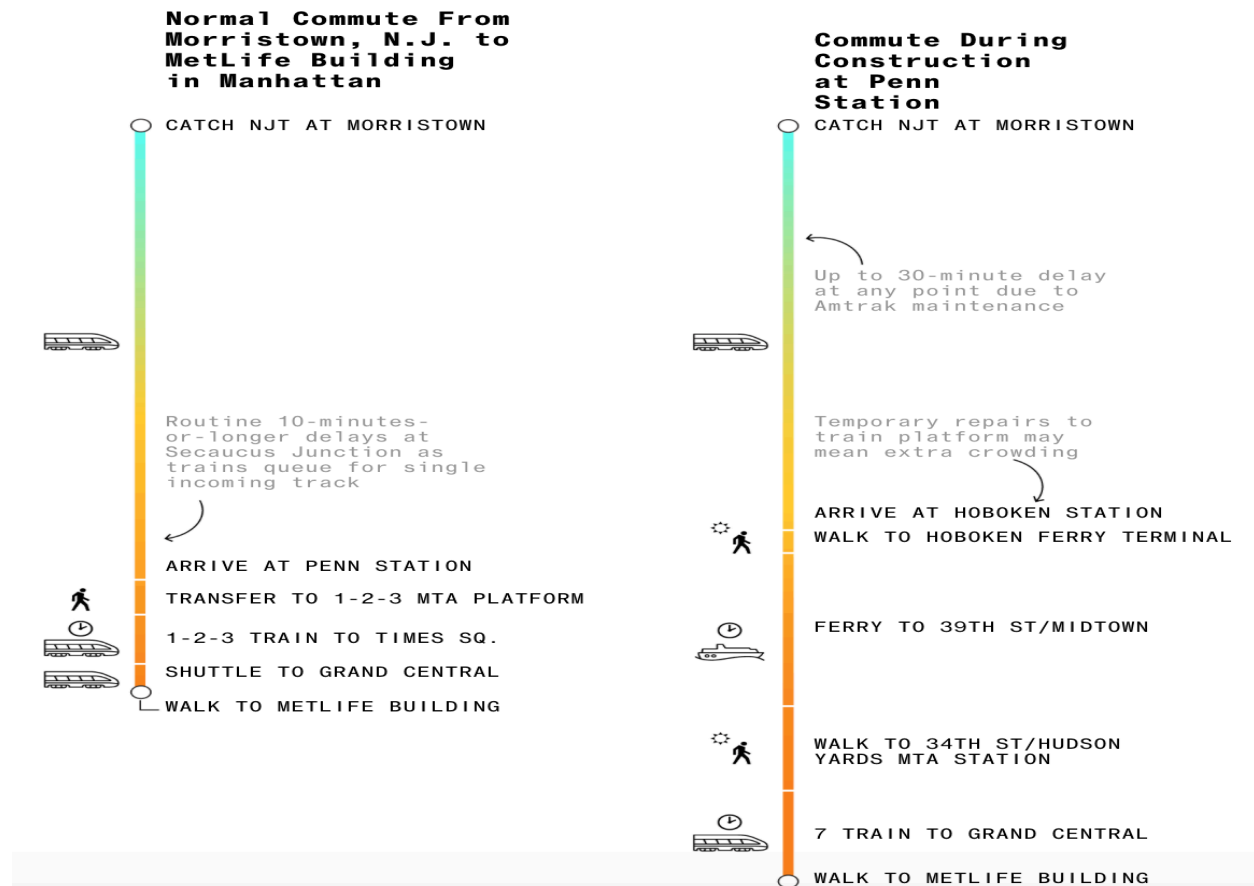 Normal Commute From
Morristown, N.J. to
MetLife Building
in Manhattan
CATCH NJT AT MORRISTOWN
Routine 10-minutes-
or-longer delays at
Secaucus Junction as
trains queue for single
incoming track
ARRIVE AT PENN STATION
TRANSFER TO 1-2-3 MTA PLATFORM
1-2-3 TRAIN TO TIMES SQ.
SHUTTLE TO GRAND CENTRAL
WALK TO METLIFE BUILDING
Commute During
Construction
at Penn
Station
CATCH NJT AT MORRISTOWN
Up to 30-minute delay
at any point due to
Amtrak maintenance
Temporary repairs to
train platform may
mean extra crowding
ARRIVE AT HOBOKEN STATION
WALK TO HOBOKEN FERRY TERMINAL
FERRY TO 39TH ST/MIDTOWN
WALK TO 34TH ST/HUDSON
YARDS MTA STATION
7 TRAIN TO GRAND CENTRAL
WALK TO METLIFE BUILDING